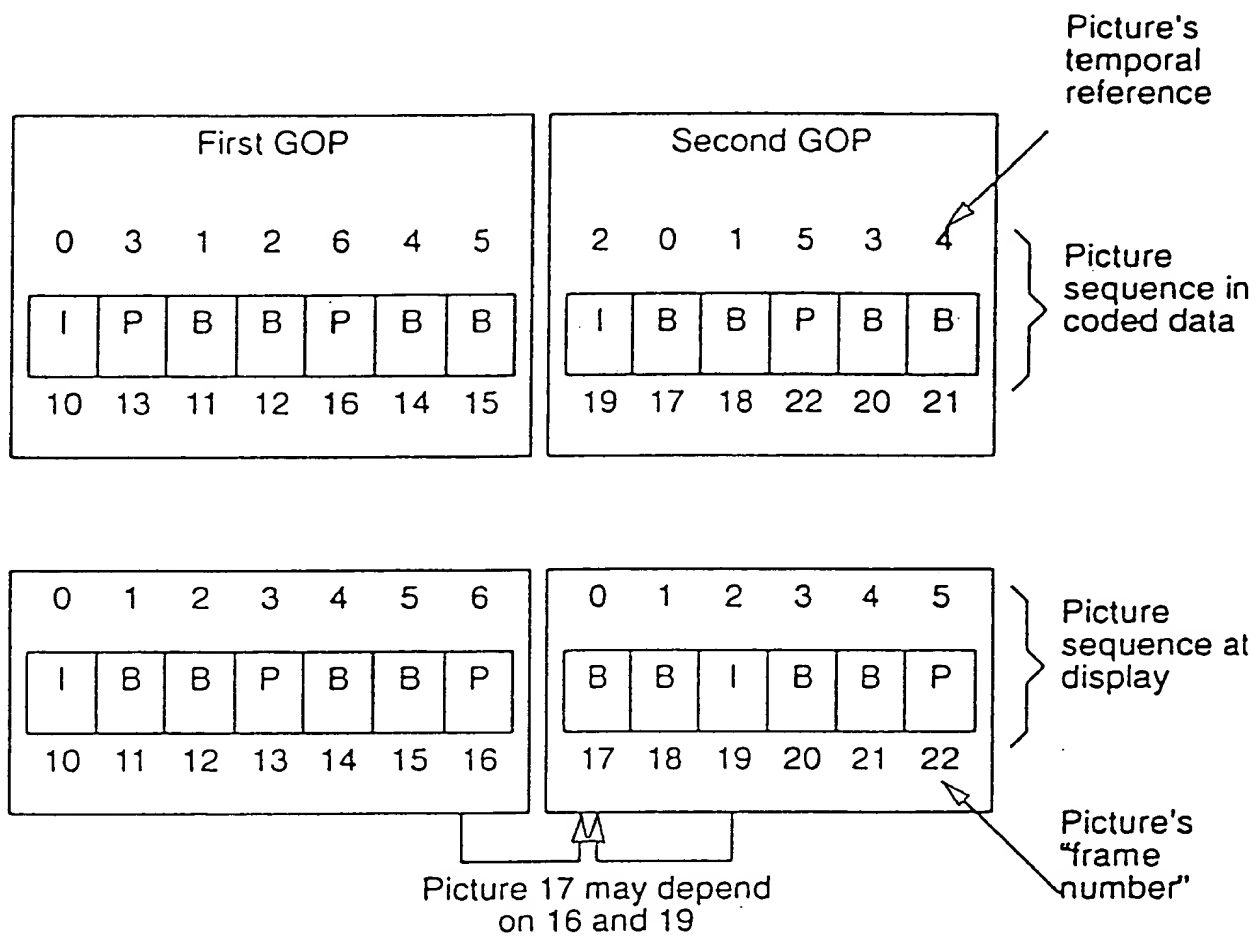 Picture's
temporal
reference
First GOP
Second GOP
0 3 1 2 6 4 5
2 0 1 5 3 4
I P B B P B B
I B B P B B
10 13 11 12 16 14 15
19 17 18 22 20 21
Picture
sequence in
coded data
0 1 2 3 4 5 6
0 1 2 3 4 5
I B B P B B P
B B I B B P
10 11 12 13 14 15 16
17 18 19 20 21 22
Picture
sequence at
display
Picture 17 may depend
on 16 and 19
Picture's
"frame
number"